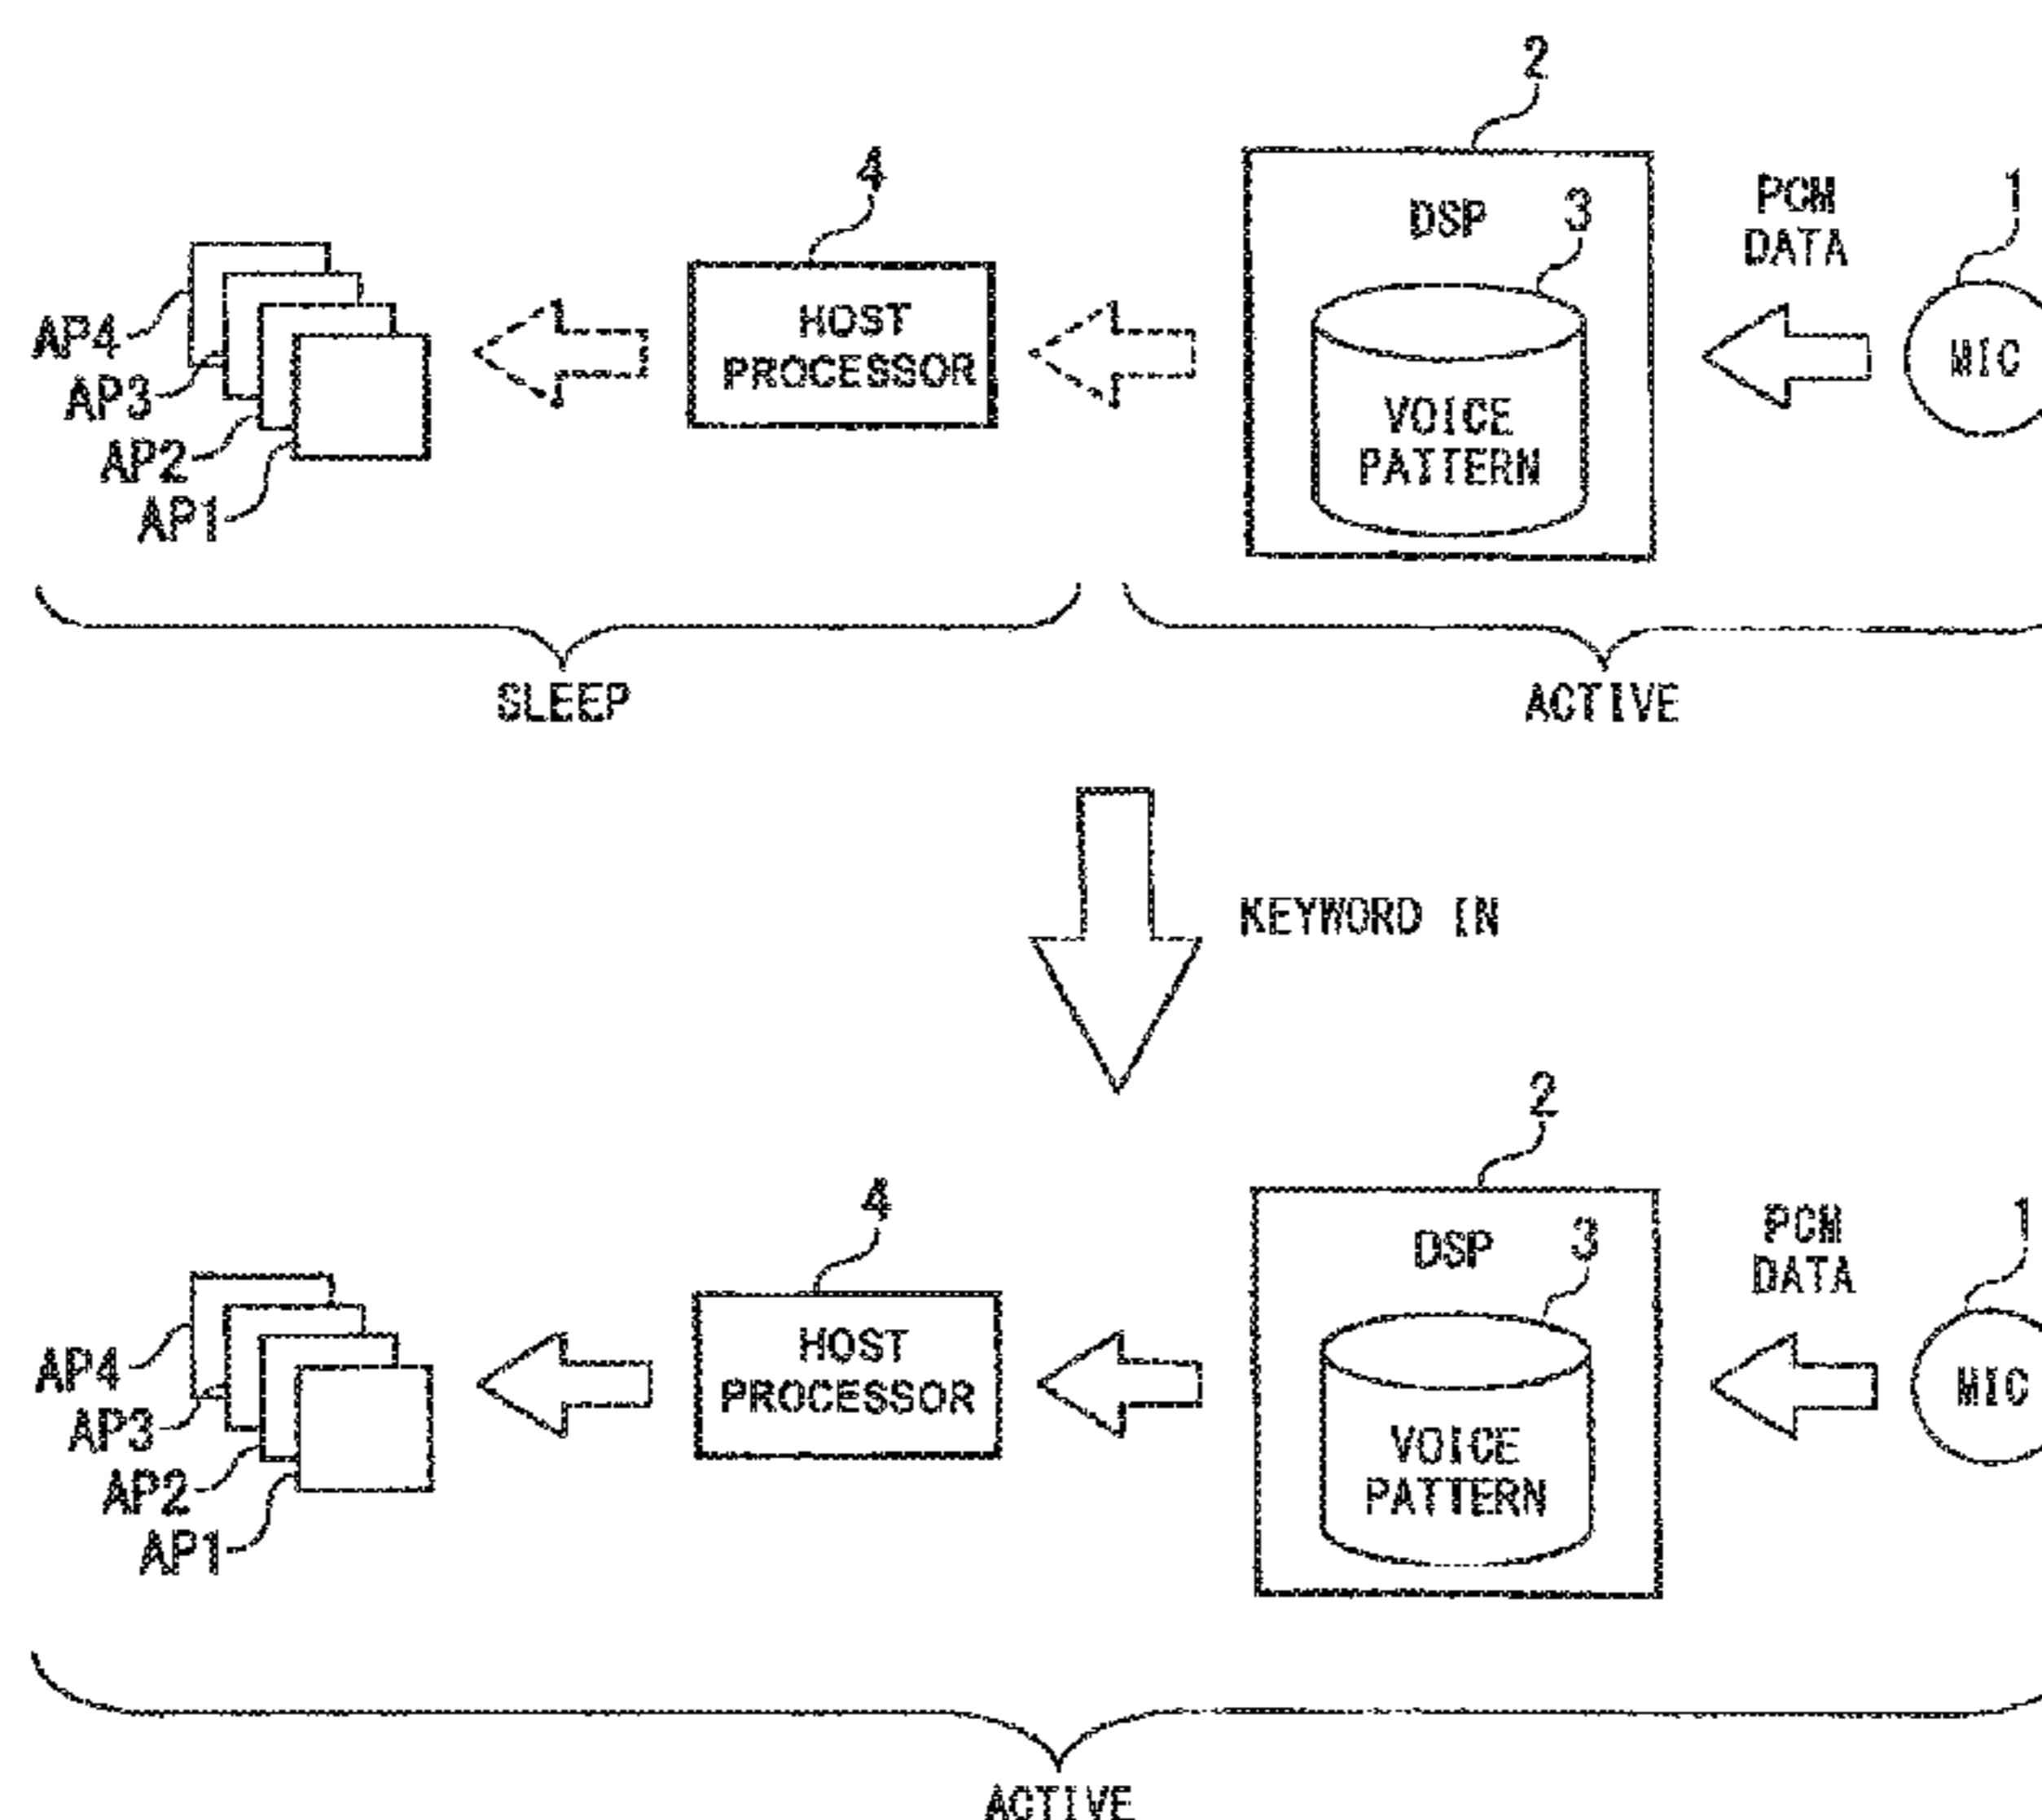 2
4
1
DSP
3
PCM
DATA
HOST
PROCESSOR
MIC
VOICE
PATTERN
AP4
AP3
AP2
AP1
SLEEP
ACTIVE
KEYWORD IN
2
4
1
DSP
3
PCM
DATA
HOST
PROCESSOR
MIC
VOICE
PATTERN
AP4
AP3
AP2
AP1
ACTIVE